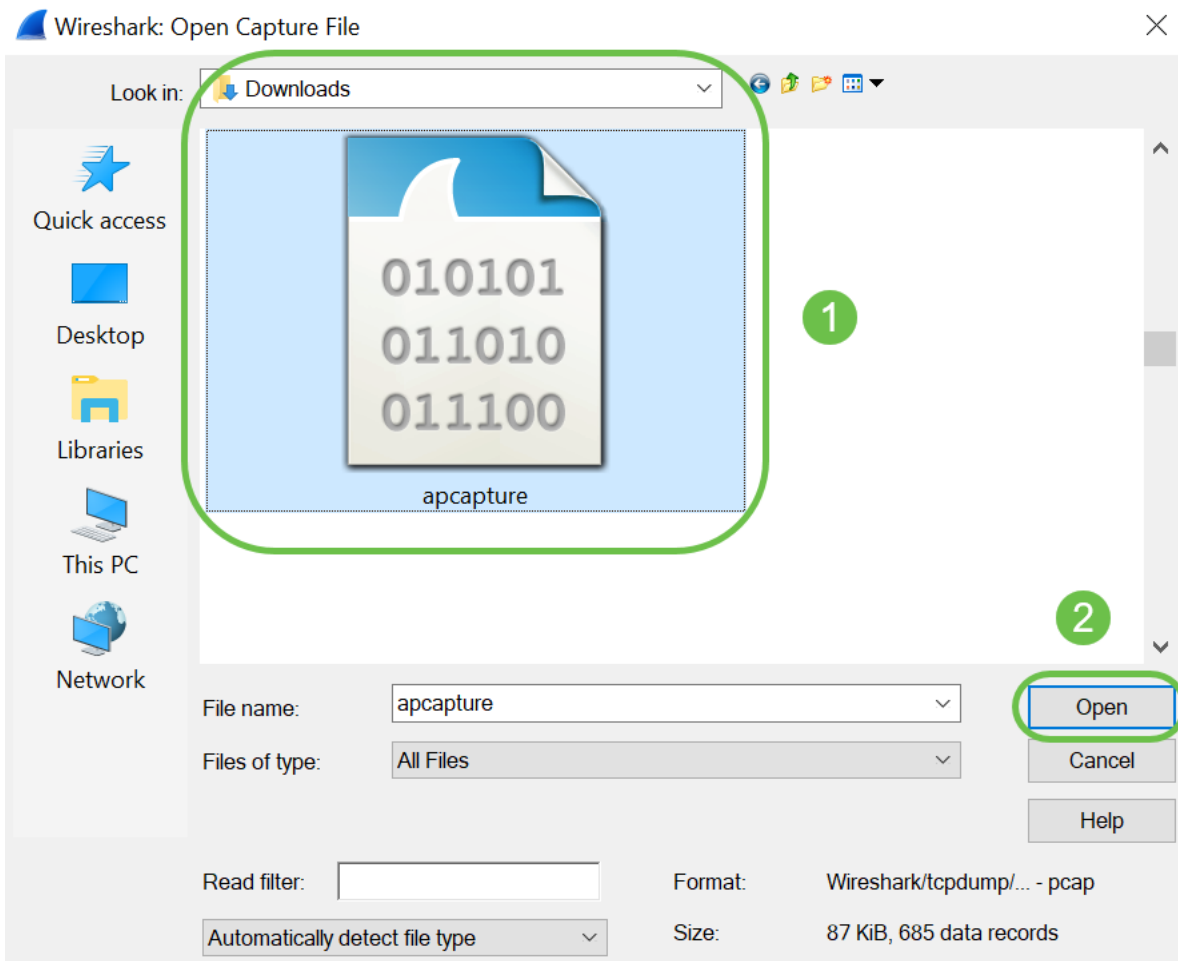 Wireshark: Open Capture File
Look in: Downloads
010101
011010
011100
apcapture
1
Quick access
Desktop
Libraries
This PC
Network
2
File name: apcapture Open
Files of type: All Files Cancel
Help
Read filter: Format: Wireshark/tcpdump/... - pcap
Automatically detect file type Size: 87 KiB, 685 data records